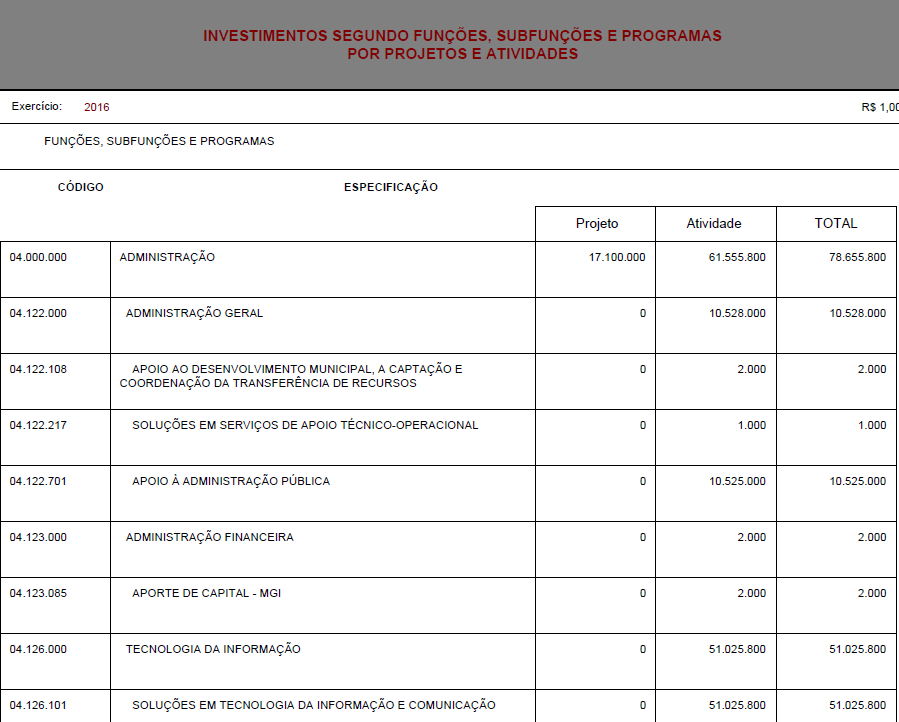 INVESTIMENTOS SEGUNDO FUNÇÕES, SUBFUNÇÕES E PROGRAMAS
POR PROJETOS E ATIVIDADES
Exercício: 2016 R$ 1,00
FUNÇÕES, SUBFUNÇÕES E PROGRAMAS
CÓDIGO ESPECIFICAÇÃO
Projeto Atividade TOTAL
04.000.000 ADMINISTRAÇÃO 17.100.000 61.555.800 78.655.800
04.122.000 ADMINISTRAÇÃO GERAL 0 10.528.000 10.528.000
04.122.108 APOIO AO DESENVOLVIMENTO MUNICIPAL, A CAPTAÇÃO E 0 2.000 2.000
COORDENAÇÃO DA TRANSFERÊNCIA DE RECURSOS
04.122.217 SOLUÇÕES EM SERVIÇOS DE APOIO TÉCNICO-OPERACIONAL 0 1.000 1.000
04.122.701 APOIO À ADMINISTRAÇÃO PÚBLICA 0 10.525.000 10.525.000
04.123.000 ADMINISTRAÇÃO FINANCEIRA 0 2.000 2.000
04.123.085 APORTE DE CAPITAL - MGI 0 2.000 2.000
04.126.000 TECNOLOGIA DA INFORMAÇÃO 0 51.025.800 51.025.800
04.126.101 SOLUÇÕES EM TECNOLOGIA DA INFORMAÇÃO E COMUNICAÇÃO 0 51.025.800 51.025.800